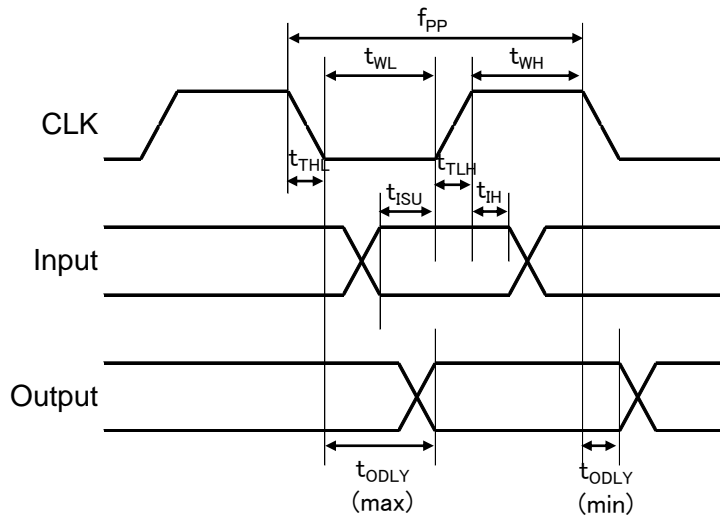 fPP
tWL
tWH
CLK
tTHL
tTLH
tISU
tIH
Input
Output
tODLY
(max)
tODLY
(min)